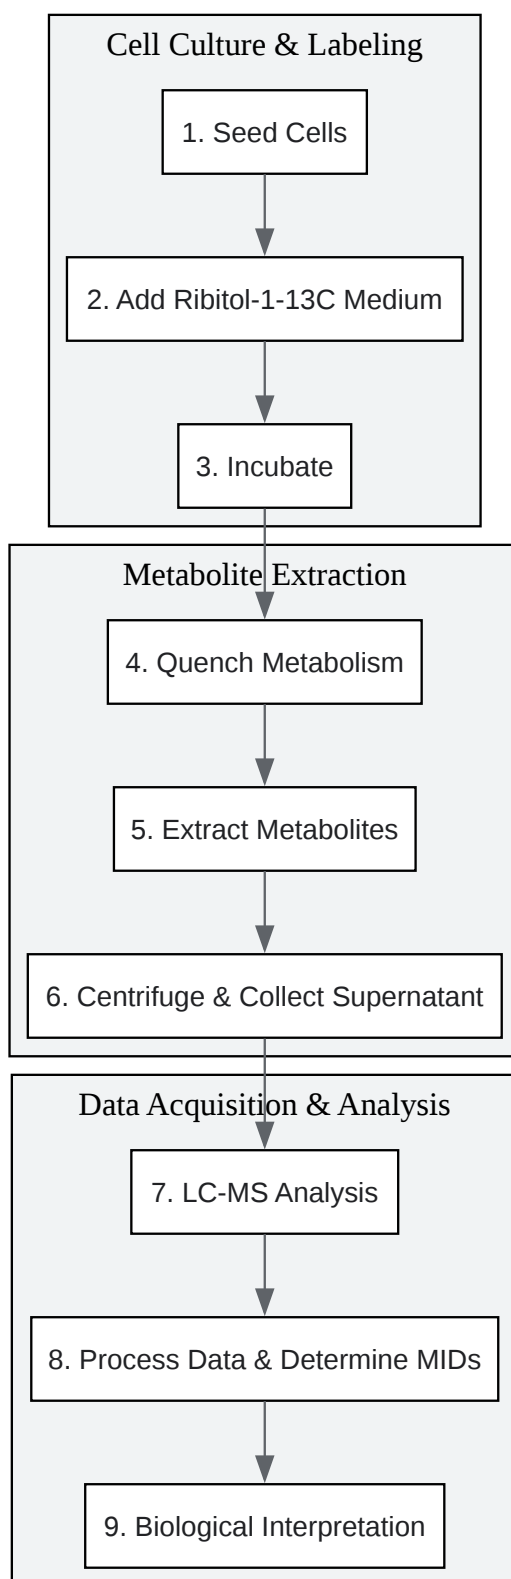 Cell Culture & Labeling
1. Seed Cells
2. Add Ribitol-1-13C Medium
3. Incubate
Metabolite Extraction
4. Quench Metabolism
5. Extract Metabolites
6. Centrifuge & Collect Supernatant
Data Acquisition & Analysis
7. LC-MS Analysis
8. Process Data & Determine MIDs
9. Biological Interpretation